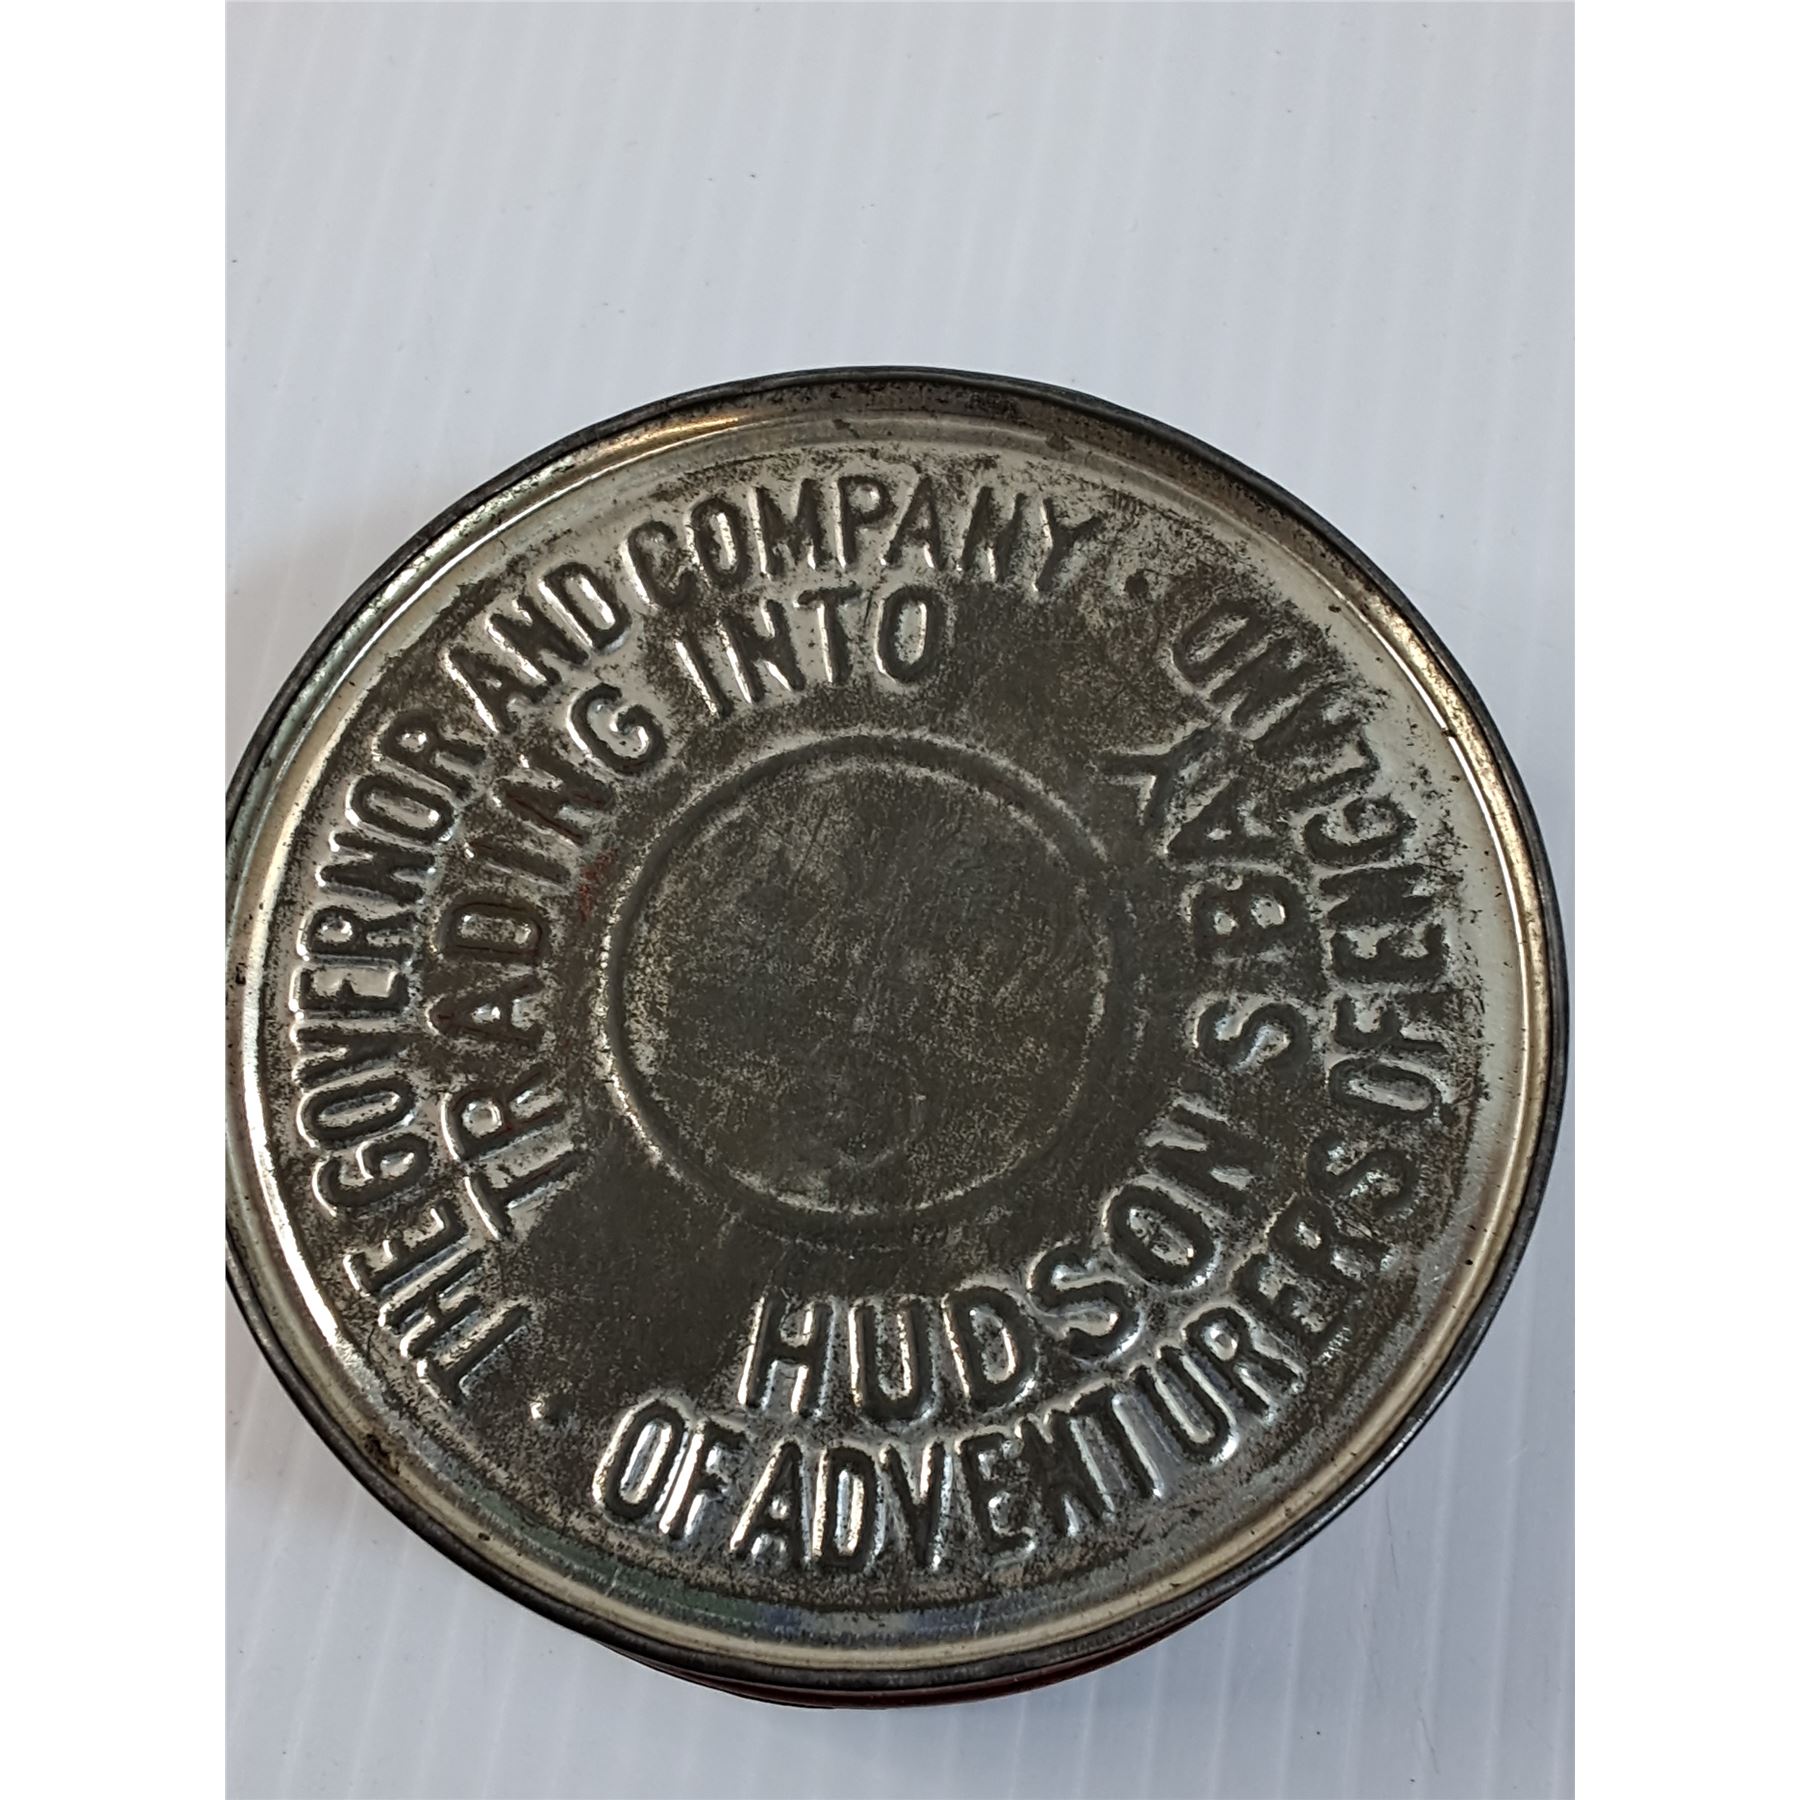 THE GOVERNOR AND COMPANY •
OF ADVENTURERS OF ENGLAND •
TRADING INTO
HUDSON S BAY